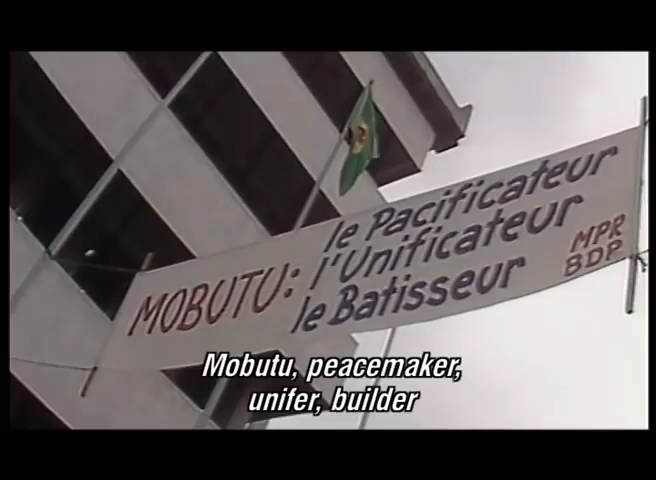 MOBUTU:
le Pacificateur
l'Unificateur
le Batisseur
MPR
BDP
Mobutu, peacemaker,
unifer, builder